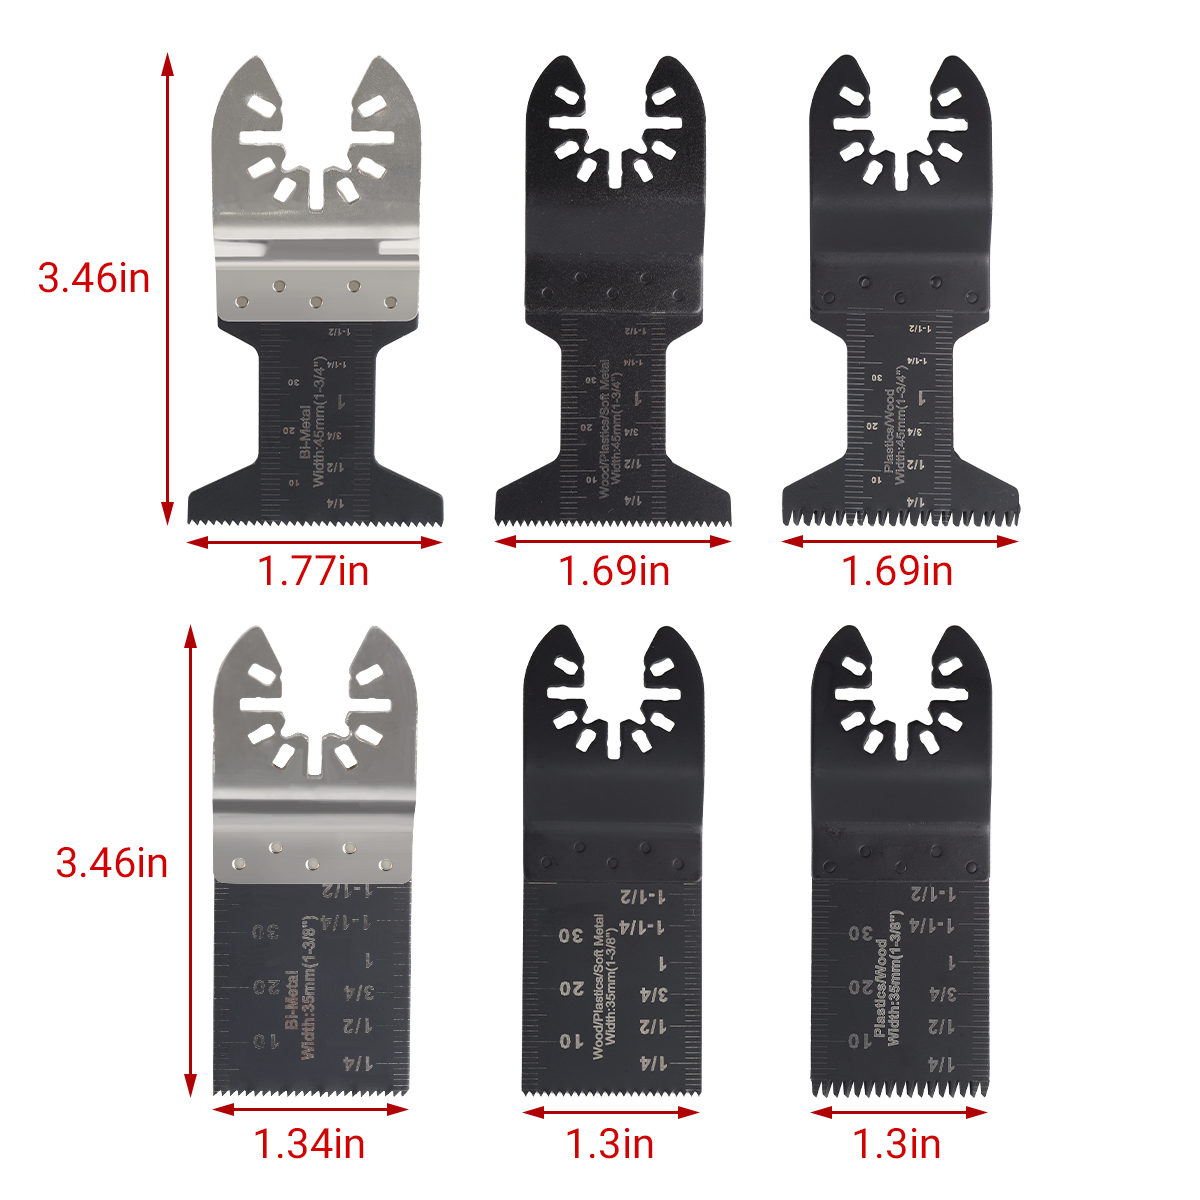 3.46in
1-1/2
1-1/4
30
1
20
3/4
1/2
10
1/4
Bi-Metal
Width:45mm(1-3/4")
1-1/2
1-1/4
30
1
20
3/4
1/2
10
1/4
Wood/Plastics/Soft Metal
Width:45mm(1-3/4")
1-1/2
1-1/4
30
1
20
3/4
1/2
10
1/4
Plastics/Wood
Width:45mm(1-3/4")
1.77in
1.69in
1.69in
3.46in
1-1/2
1-1/4
30
1
20
3/4
1/2
10
1/4
Bi-Metal
Width:35mm(1-3/8")
1-1/2
1-1/4
30
1
20
3/4
1/2
10
1/4
Wood/Plastics/Soft Metal
Width:35mm(1-3/8")
1-1/2
1-1/4
30
1
20
3/4
1/2
10
1/4
Plastics/Wood
Width:35mm(1-3/8")
1.34in
1.3in
1.3in